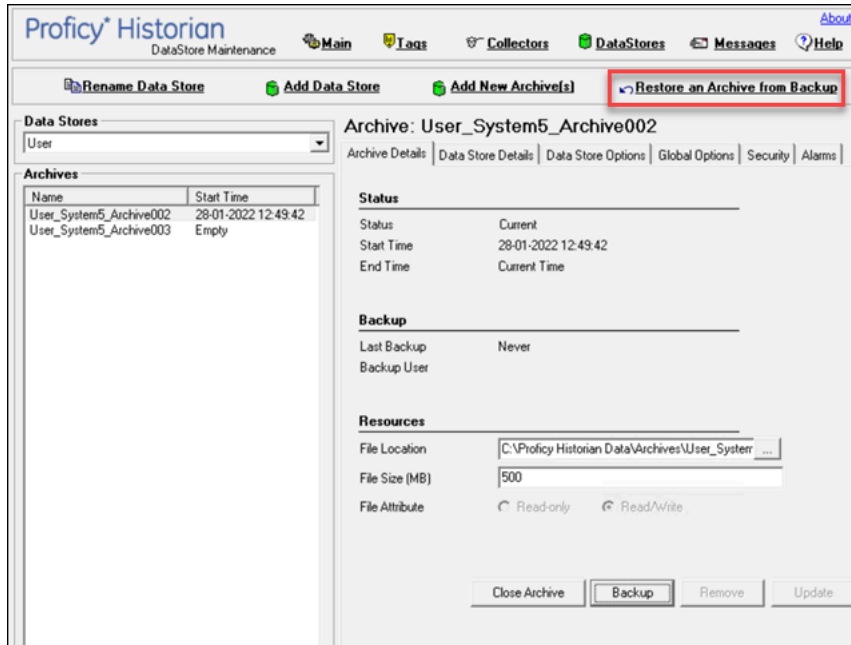 About
Proficy* Historian
DataStore Maintenance
Main Tags Collectors DataStores Messages Help
Rename Data Store Add Data Store Add New Archive[s] Restore an Archive from Backup
Data Stores
User
Archives
Name Start Time
User_System5_Archive002 28-01-2022 12:49:42
User_System5_Archive003 Empty
Archive: User_System5_Archive002
Archive Details Data Store Details Data Store Options Global Options Security Alarms
Status
Status Current
Start Time 28-01-2022 12:49:42
End Time Current Time
Backup
Last Backup Never
Backup User
Resources
File Location C:\Proficy Historian Data\Archives\User_System ...
File Size (MB) 500
File Attribute Read-only Read/Write
Close Archive Backup Remove Update